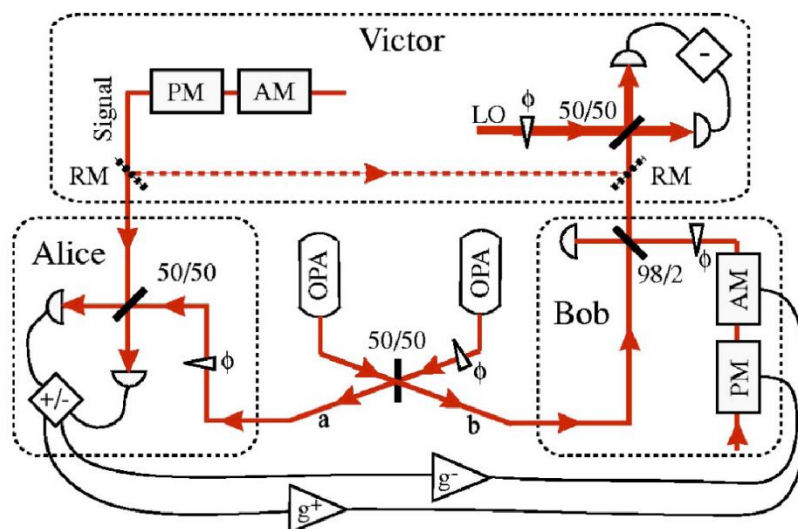 Victor
Signal
PM
AM
LO
ϕ
50/50
-
RM
RM
Alice
50/50
ϕ
+/-
OPA
OPA
50/50
ϕ
a
b
98/2
ϕ
Bob
AM
PM
g⁻
g⁺